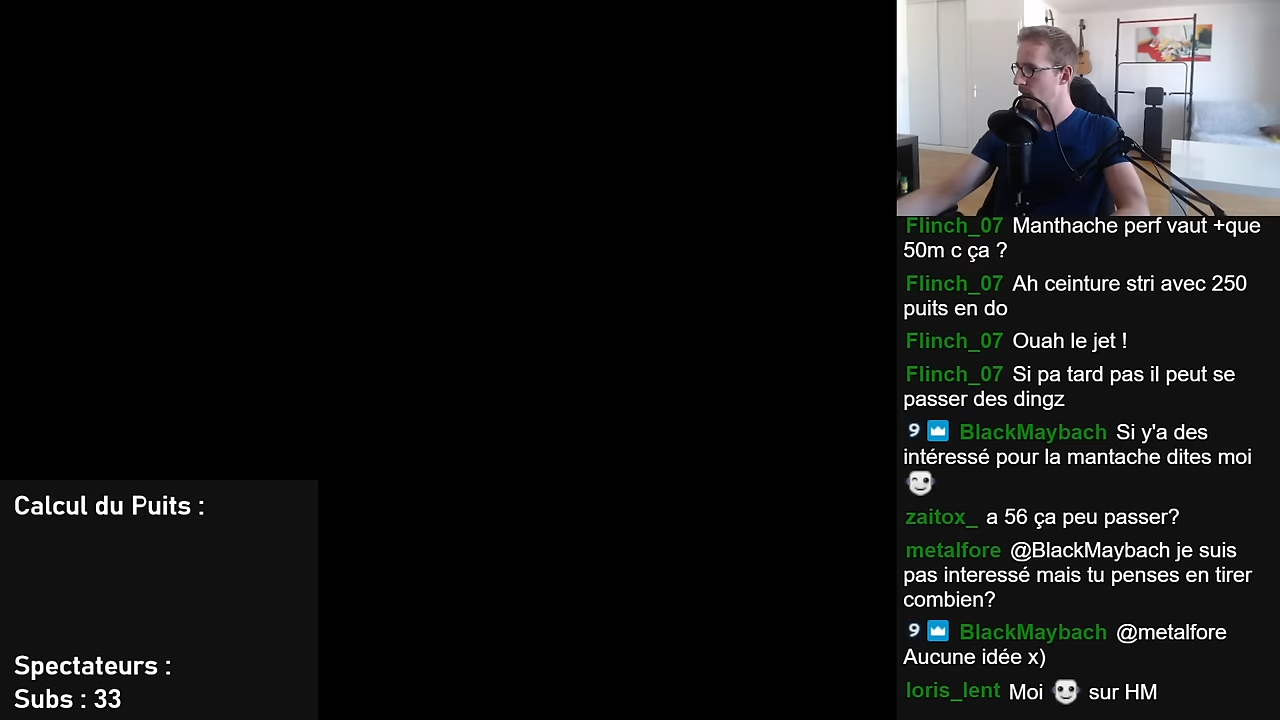 Flinch_07 Manthache perf vaut +que
50m c ça ?
Flinch_07 Ah ceinture stri avec 250
puits en do
Flinch_07 Ouah le jet !
Flinch_07 Si pa tard pas il peut se
passer des dingz
9 BlackMaybach Si y'a des
intéressé pour la mantache dites moi
zaitox_ a 56 ça peu passer?
metalfore @BlackMaybach je suis
pas interessé mais tu penses en tirer
combien?
9 BlackMaybach @metalfore
Aucune idée x)
loris_lent Moi sur HM
Calcul du Puits :
Spectateurs :
Subs : 33